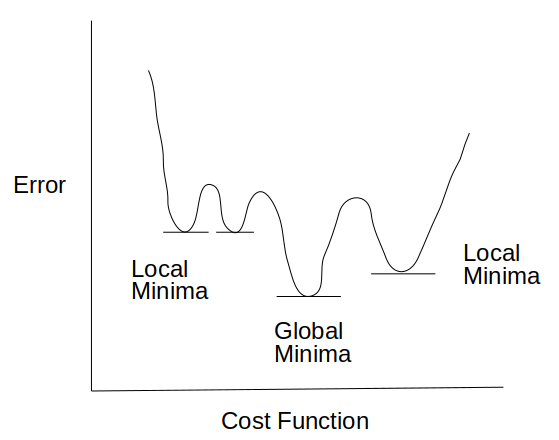 Error
Local
Minima
Global
Minima
Local
Minima
Cost Function